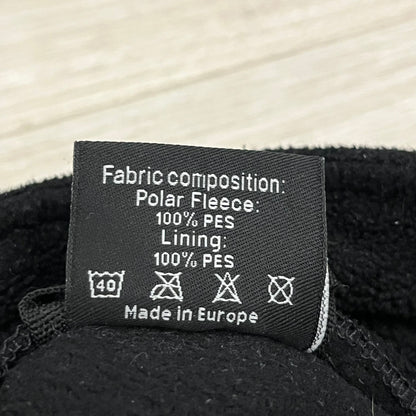 Fabric composition:
Polar Fleece:
100% PES
Lining:
100% PES
40
Made in Europe